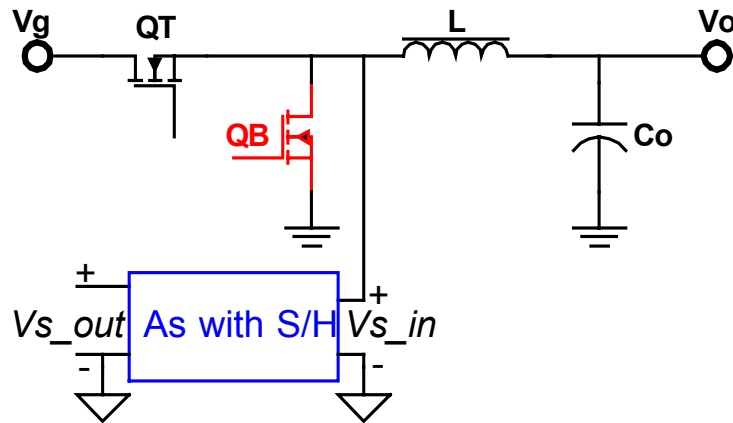 Vg QT L Vo
QB Co
+ +
Vs_out As with S/H Vs_in
- -